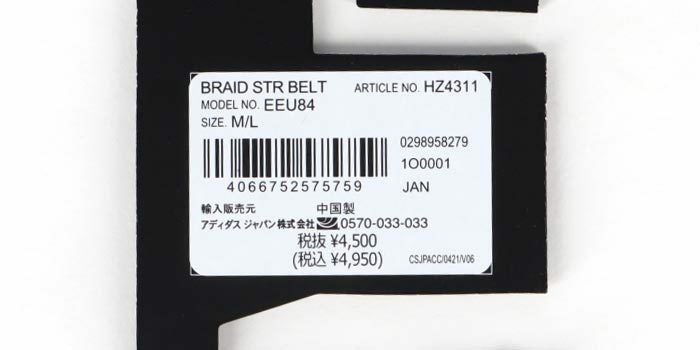 BRAID STR BELT ARTICLE NO. HZ4311
MODEL NO. EEU84
SIZE. M/L
0298958279
1O0001
4066752575759 JAN
輸入販売元 中国製
アディダス ジャパン株式会社 0570-033-033
税抜 ¥4,500
(税込 ¥4,950) CSJPACC/0421/V06